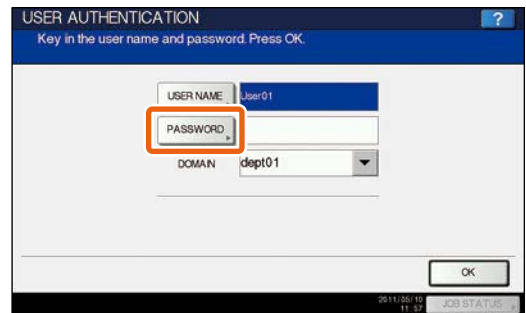 USER AUTHENTICATION ?
Key in the user name and password. Press OK.
USER NAME User01
PASSWORD
DOMAIN dept01
OK
2011/05/10
11:57
JOB STATUS